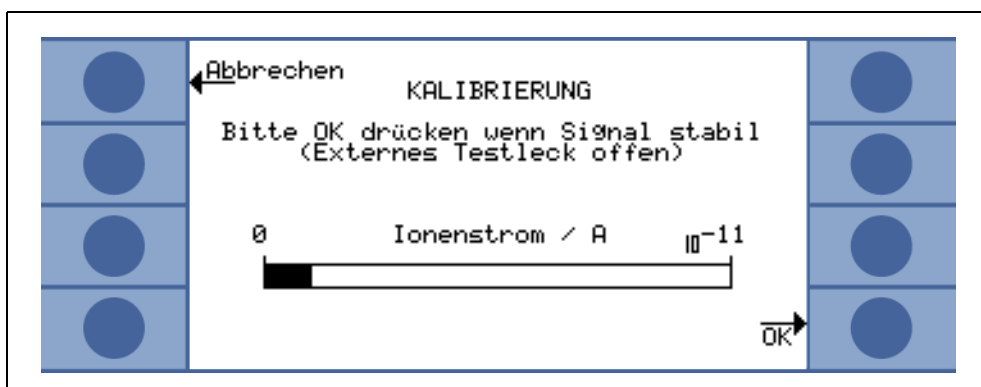 Abbrechen
KALIBRIERUNG
Bitte OK drücken wenn Signal stabil
(Externes Testleck offen)
0 Ionenstrom / A 10⁻¹¹
OK